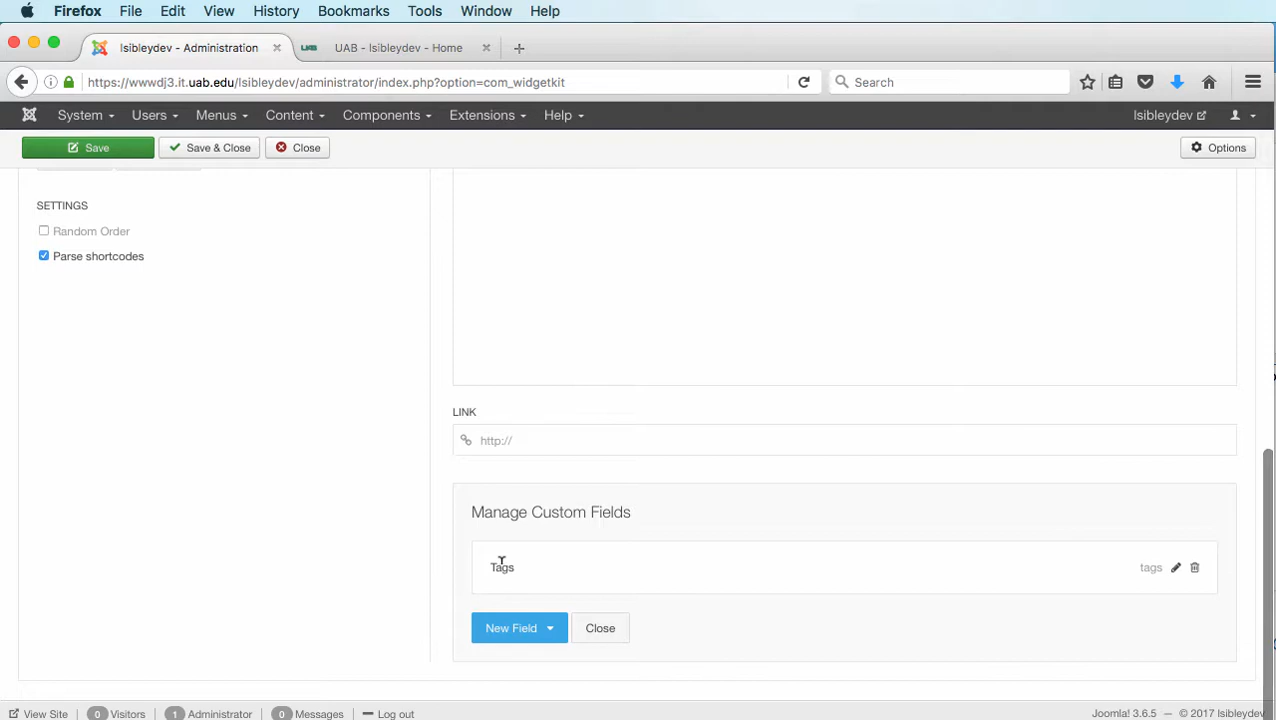 Firefox File Edit View History Bookmarks Tools Window Help
lsibleydev - Administration UAB - lsibleydev - Home
https://wwwdj3.it.uab.edu/lsibleydev/administrator/index.php?option=com_widgetkit Search
System Users Menus Content Components Extensions Help lsibleydev
Save Save & Close Close Options
SETTINGS
Random Order
Parse shortcodes
LINK
http://
Manage Custom Fields
Tags tags
New Field Close
View Site 0 Visitors 1 Administrator 0 Messages Log out Joomla! 3.6.5 — © 2017 lsibleydev